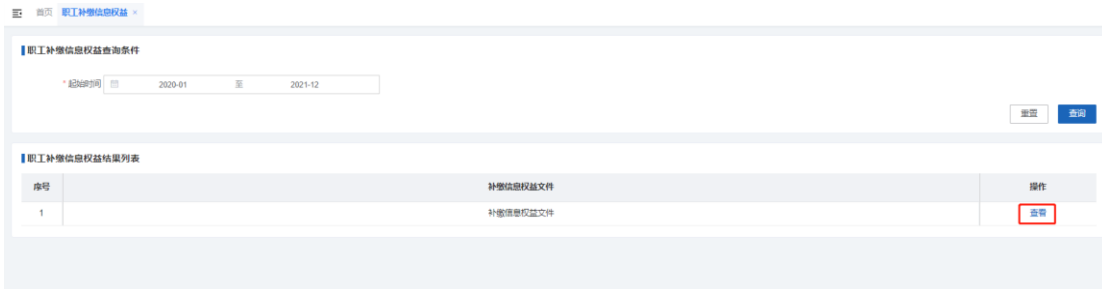 首页 职工补缴信息权益 ×
职工补缴信息权益查询条件
*起始时间 2020-01 至 2021-12
重置 查询
职工补缴信息权益结果列表
序号 补缴信息权益文件 操作
1 补缴信息权益文件 查看